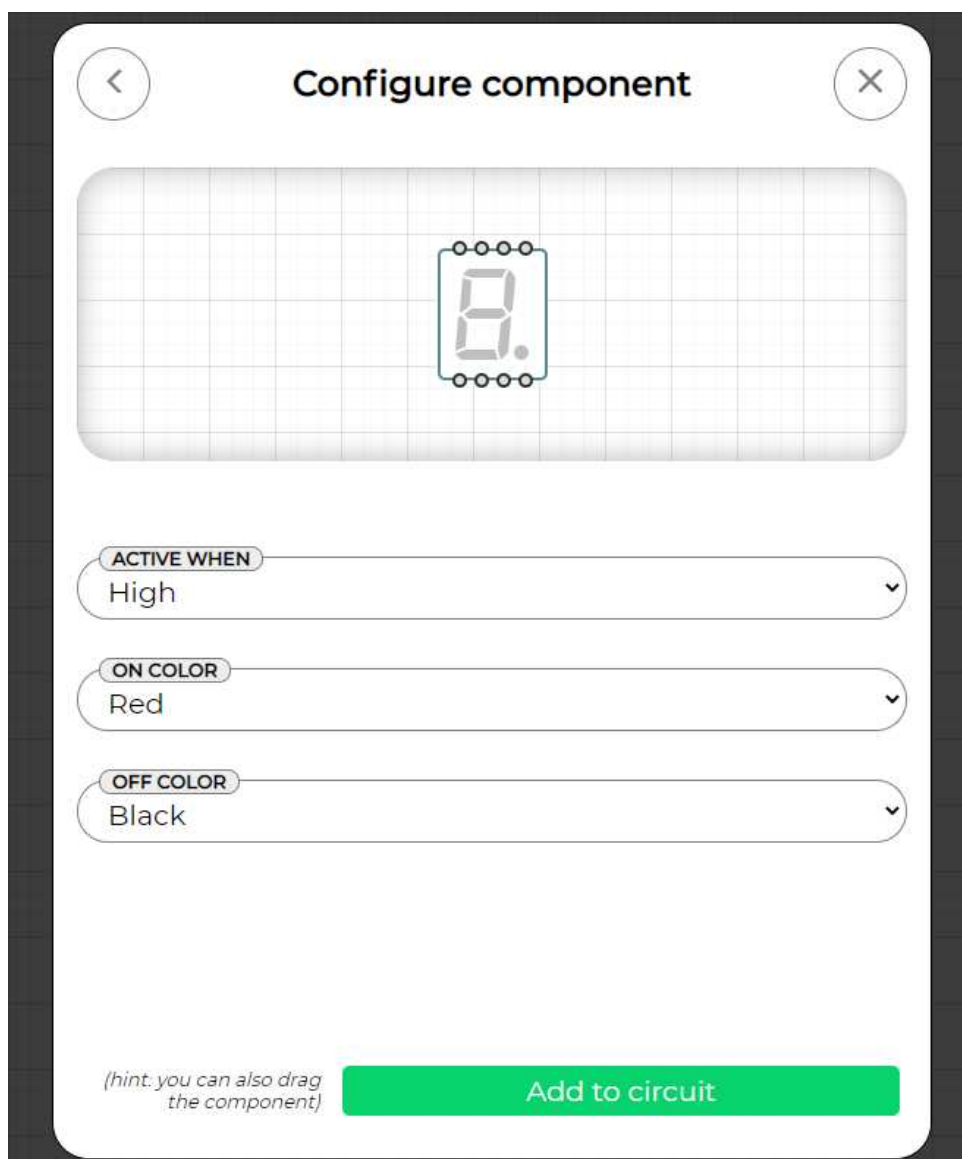 Configure component
ACTIVE WHEN
High
ON COLOR
Red
OFF COLOR
Black
(hint: you can also drag
the component)
Add to circuit